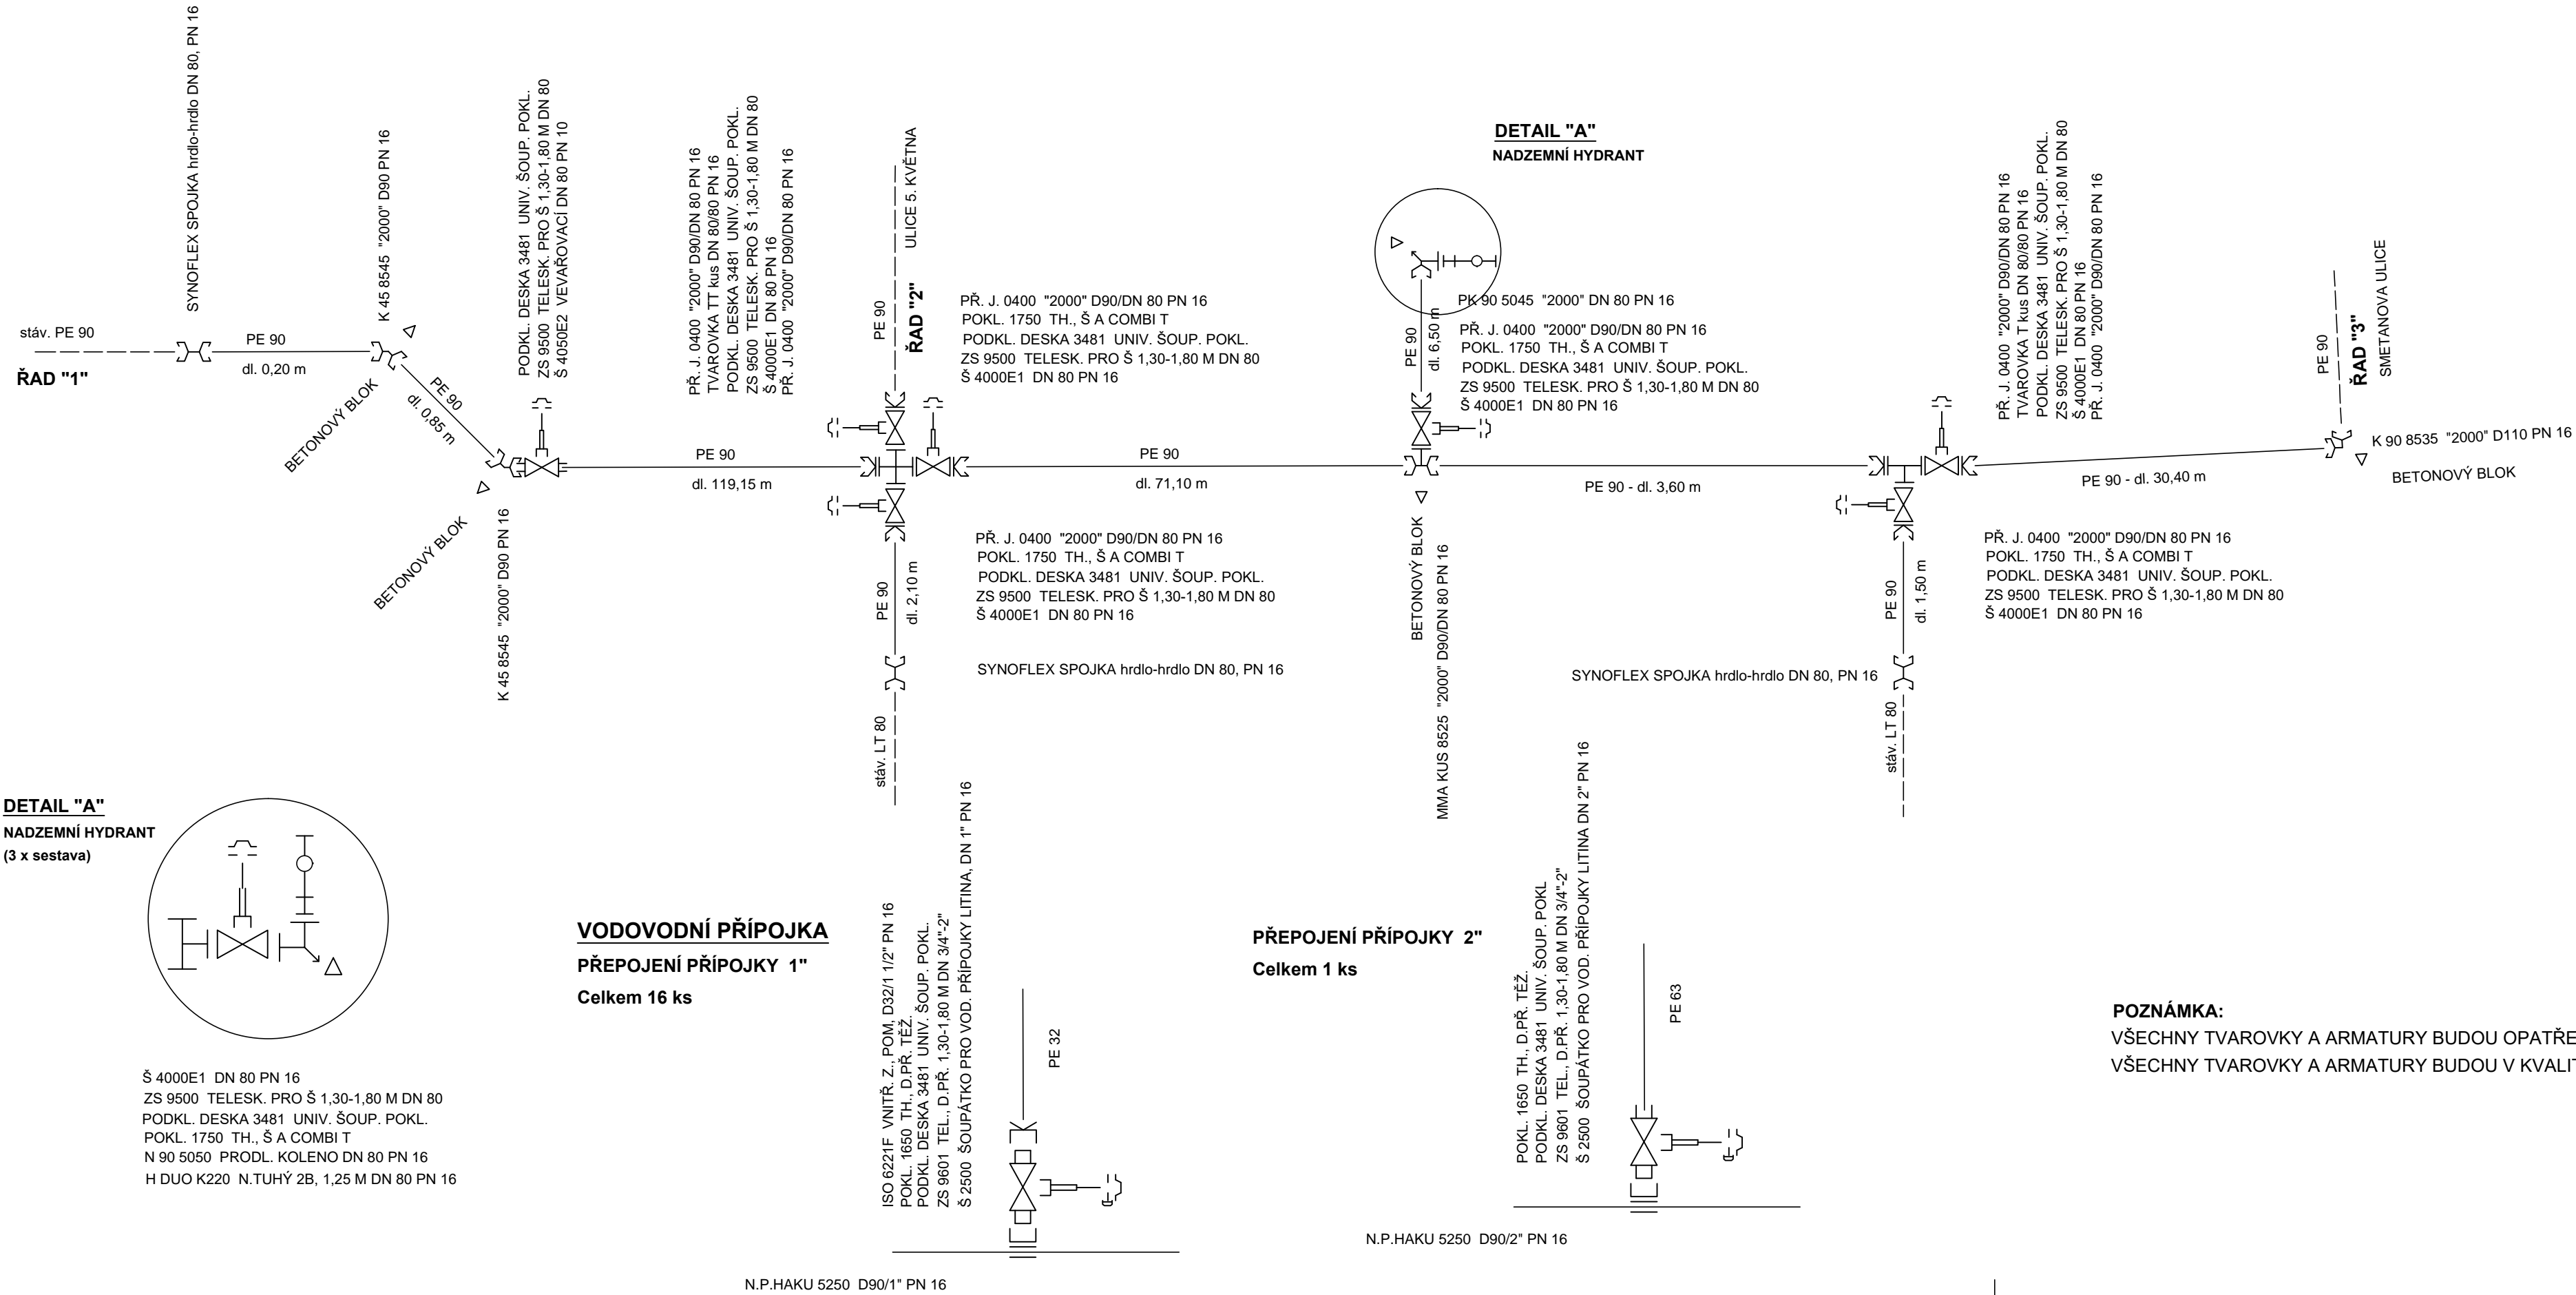 SYNOFLEX SPOJKA hrdlo-hrdlo DN 80, PN 16
K 45 8545 "2000" D90 PN 16
stáv. PE 90
ŘAD "1"
PE 90
dl. 0,20 m
BETONOVÝ BLOK
PE 90
dl. 0,85 m
BETONOVÝ BLOK
K 45 8545 "2000" D90 PN 16
PODKL. DESKA 3481 UNIV. ŠOUP. POKL.
ZS 9500 TELESK. PRO Š 1,30-1,80 M DN 80
Š 4050E2 VEVAŘOVACÍ DN 80 PN 10
PE 90
dl. 119,15 m
PŘ. J. 0400 "2000" D90/DN 80 PN 16
TVAROVKA TT kus DN 80/80 PN 16
PODKL. DESKA 3481 UNIV. ŠOUP. POKL.
ZS 9500 TELESK. PRO Š 1,30-1,80 M DN 80
Š 4000E1 DN 80 PN 16
PŘ. J. 0400 "2000" D90/DN 80 PN 16
PE 90
ŘAD "2"
ULICE 5. KVĚTNA
PŘ. J. 0400 "2000" D90/DN 80 PN 16
POKL. 1750 TH., Š A COMBI T
PODKL. DESKA 3481 UNIV. ŠOUP. POKL.
ZS 9500 TELESK. PRO Š 1,30-1,80 M DN 80
Š 4000E1 DN 80 PN 16
PE 90
dl. 71,10 m
PŘ. J. 0400 "2000" D90/DN 80 PN 16
POKL. 1750 TH., Š A COMBI T
PODKL. DESKA 3481 UNIV. ŠOUP. POKL.
ZS 9500 TELESK. PRO Š 1,30-1,80 M DN 80
Š 4000E1 DN 80 PN 16
PE 90
dl. 2,10 m
SYNOFLEX SPOJKA hrdlo-hrdlo DN 80, PN 16
stáv. LT 80
DETAIL "A"
NADZEMNÍ HYDRANT
PK 90 5045 "2000" DN 80 PN 16
PE 90
dl. 6,50 m
PŘ. J. 0400 "2000" D90/DN 80 PN 16
POKL. 1750 TH., Š A COMBI T
PODKL. DESKA 3481 UNIV. ŠOUP. POKL.
ZS 9500 TELESK. PRO Š 1,30-1,80 M DN 80
Š 4000E1 DN 80 PN 16
BETONOVÝ BLOK
MMA KUS 8525 "2000" D90/DN 80 PN 16
PE 90 - dl. 3,60 m
PŘ. J. 0400 "2000" D90/DN 80 PN 16
TVAROVKA T kus DN 80/80 PN 16
PODKL. DESKA 3481 UNIV. ŠOUP. POKL.
ZS 9500 TELESK. PRO Š 1,30-1,80 M DN 80
Š 4000E1 DN 80 PN 16
PŘ. J. 0400 "2000" D90/DN 80 PN 16
PE 90 - dl. 30,40 m
PE 90
ŘAD "3"
SMETANOVA ULICE
K 90 8535 "2000" D110 PN 16
BETONOVÝ BLOK
PŘ. J. 0400 "2000" D90/DN 80 PN 16
POKL. 1750 TH., Š A COMBI T
PODKL. DESKA 3481 UNIV. ŠOUP. POKL.
ZS 9500 TELESK. PRO Š 1,30-1,80 M DN 80
Š 4000E1 DN 80 PN 16
PE 90
dl. 1,50 m
SYNOFLEX SPOJKA hrdlo-hrdlo DN 80, PN 16
stáv. LT 80
DETAIL "A"
NADZEMNÍ HYDRANT
(3 x sestava)
Š 4000E1 DN 80 PN 16
ZS 9500 TELESK. PRO Š 1,30-1,80 M DN 80
PODKL. DESKA 3481 UNIV. ŠOUP. POKL.
POKL. 1750 TH., Š A COMBI T
N 90 5050 PRODL. KOLENO DN 80 PN 16
H DUO K220 N.TUHÝ 2B, 1,25 M DN 80 PN 16
VODOVODNÍ PŘÍPOJKA
PŘEPOJENÍ PŘÍPOJKY 1"
Celkem 16 ks
ISO 6221F VNITŘ. Z., POM, D32/1 1/2" PN 16
POKL. 1650 TH., D.PŘ. TĚŽ.
PODKL. DESKA 3481 UNIV. ŠOUP. POKL.
ZS 9601 TEL., D.PŘ. 1,30-1,80 M DN 3/4"-2"
Š 2500 ŠOUPÁTKO PRO VOD. PŘÍPOJKY LITINA, DN 1" PN 16
PE 32
N.P.HAKU 5250 D90/1" PN 16
PŘEPOJENÍ PŘÍPOJKY 2"
Celkem 1 ks
POKL. 1650 TH., D.PŘ. TĚŽ.
PODKL. DESKA 3481 UNIV. ŠOUP. POKL
ZS 9601 TEL., D.PŘ. 1,30-1,80 M DN 3/4"-2"
Š 2500 ŠOUPÁTKO PRO VOD. PŘÍPOJKY LITINA DN 2" PN 16
PE 63
N.P.HAKU 5250 D90/2" PN 16
POZNÁMKA:
VŠECHNY TVAROVKY A ARMATURY BUDOU OPATŘE
VŠECHNY TVAROVKY A ARMATURY BUDOU V KVALIT